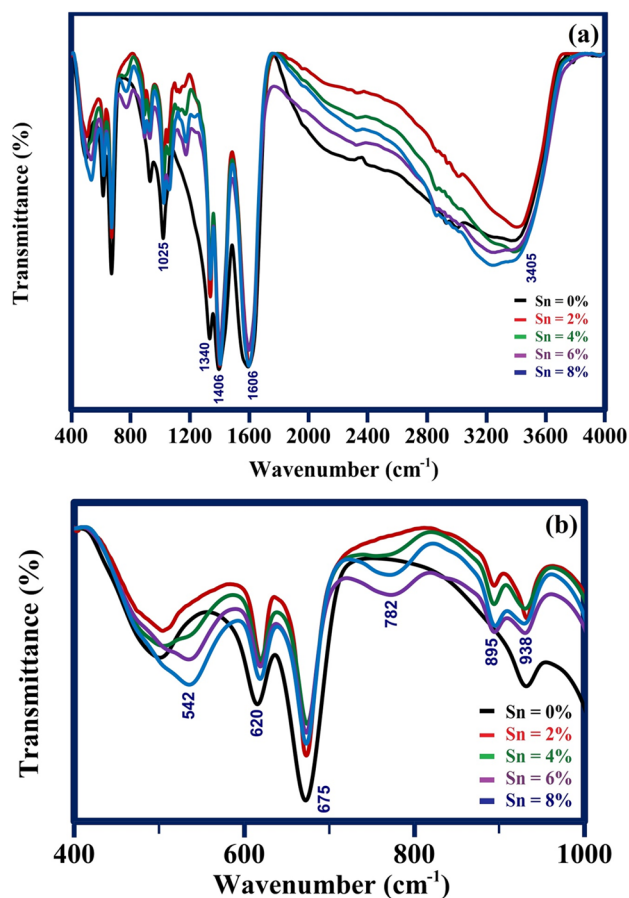 (a)
Transmittance (%)
1025
1340
1406
1606
3405
Sn = 0%
Sn = 2%
Sn = 4%
Sn = 6%
Sn = 8%
400 800 1200 1600 2000 2400 2800 3200 3600 4000
Wavenumber (cm⁻¹)
(b)
Transmittance (%)
542
620
675
782
895
938
Sn = 0%
Sn = 2%
Sn = 4%
Sn = 6%
Sn = 8%
400 600 800 1000
Wavenumber (cm⁻¹)